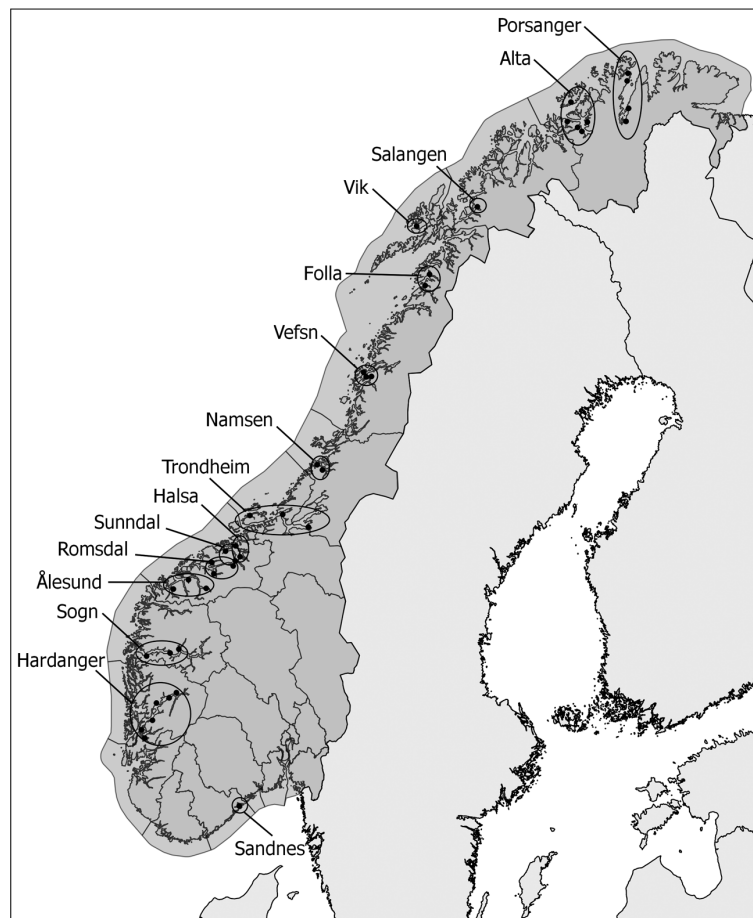 Porsanger
Alta
Salangen
Vik
Folla
Vefsn
Namsen
Trondheim
Halsa
Sunndal
Romsdal
Ålesund
Sogn
Hardanger
Sandnes